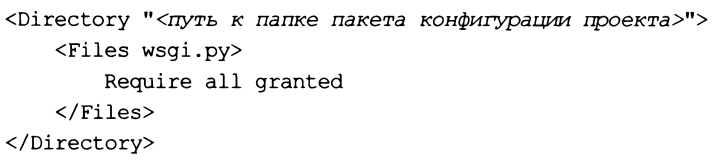 <Directory "<путь к папке пакета конфигурации проекта>">
    <Files wsgi.py>
        Require all granted
    </Files>
</Directory>